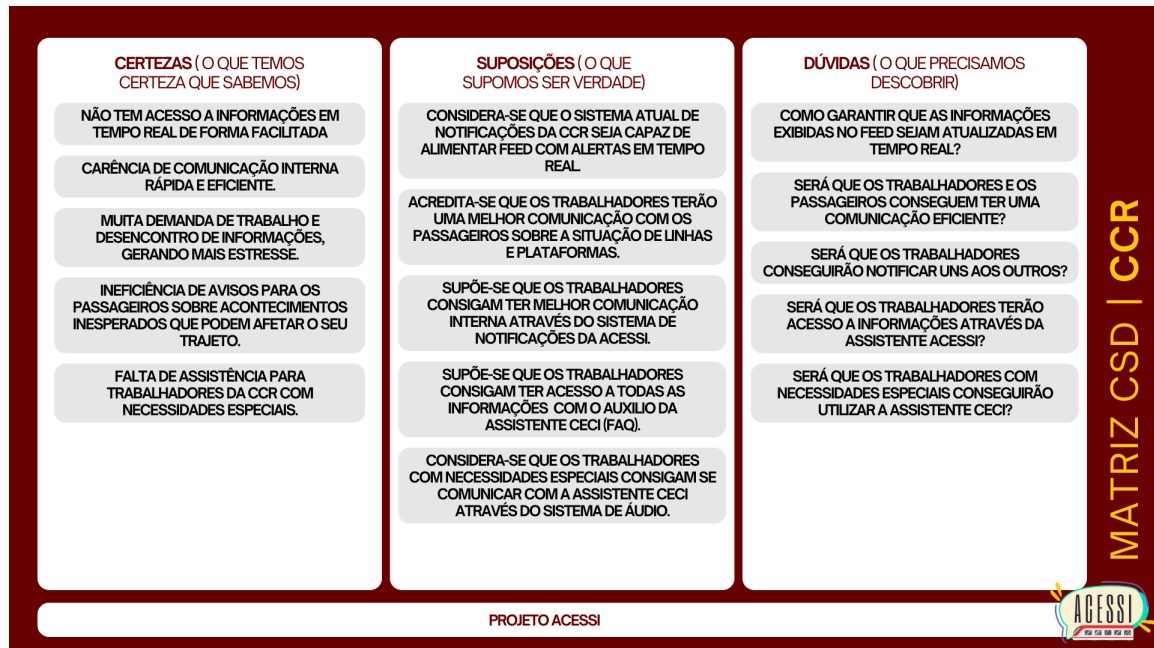 CERTEZAS ( O QUE TEMOS
CERTEZA QUE SABEMOS)
NÃO TEM ACESSO A INFORMAÇÕES EM
TEMPO REAL DE FORMA FACILITADA
CARÊNCIA DE COMUNICAÇÃO INTERNA
RÁPIDA E EFICIENTE.
MUITA DEMANDA DE TRABALHO E
DESENCONTRO DE INFORMAÇÕES,
GERANDO MAIS ESTRESSE.
INEFICIÊNCIA DE AVISOS PARA OS
PASSAGEIROS SOBRE ACONTECIMENTOS
INESPERADOS QUE PODEM AFETAR O SEU
TRAJETO.
FALTA DE ASSISTÊNCIA PARA
TRABALHADORES DA CCR COM
NECESSIDADES ESPECIAIS.
SUPOSIÇÕES ( O QUE
SUPOMOS SER VERDADE)
CONSIDERA-SE QUE O SISTEMA ATUAL DE
NOTIFICAÇÕES DA CCR SEJA CAPAZ DE
ALIMENTAR FEED COM ALERTAS EM TEMPO
REAL.
ACREDITA-SE QUE OS TRABALHADORES TERÃO
UMA MELHOR COMUNICAÇÃO COM OS
PASSAGEIROS SOBRE A SITUAÇÃO DE LINHAS
E PLATAFORMAS.
SUPÕE-SE QUE OS TRABALHADORES
CONSIGAM TER MELHOR COMUNICAÇÃO
INTERNA ATRAVÉS DO SISTEMA DE
NOTIFICAÇÕES DA ACESSI.
SUPÕE-SE QUE OS TRABALHADORES
CONSIGAM TER ACESSO A TODAS AS
INFORMAÇÕES COM O AUXILIO DA
ASSISTENTE CECI (FAQ).
CONSIDERA-SE QUE OS TRABALHADORES
COM NECESSIDADES ESPECIAIS CONSIGAM SE
COMUNICAR COM A ASSISTENTE CECI
ATRAVÉS DO SISTEMA DE ÁUDIO.
DÚVIDAS ( O QUE PRECISAMOS
DESCOBRIR)
COMO GARANTIR QUE AS INFORMAÇÕES
EXIBIDAS NO FEED SEJAM ATUALIZADAS EM
TEMPO REAL?
SERÁ QUE OS TRABALHADORES E OS
PASSAGEIROS CONSEGUEM TER UMA
COMUNICAÇÃO EFICIENTE?
SERÁ QUE OS TRABALHADORES
CONSEGUIRÃO NOTIFICAR UNS AOS OUTROS?
SERÁ QUE OS TRABALHADORES TERÃO
ACESSO A INFORMAÇÕES ATRAVÉS DA
ASSISTENTE ACESSI?
SERÁ QUE OS TRABALHADORES COM
NECESSIDADES ESPECIAIS CONSEGUIRÃO
UTILIZAR A ASSISTENTE CECI?
MATRIZ CSD | CCR
PROJETO ACESSI
ACESSI